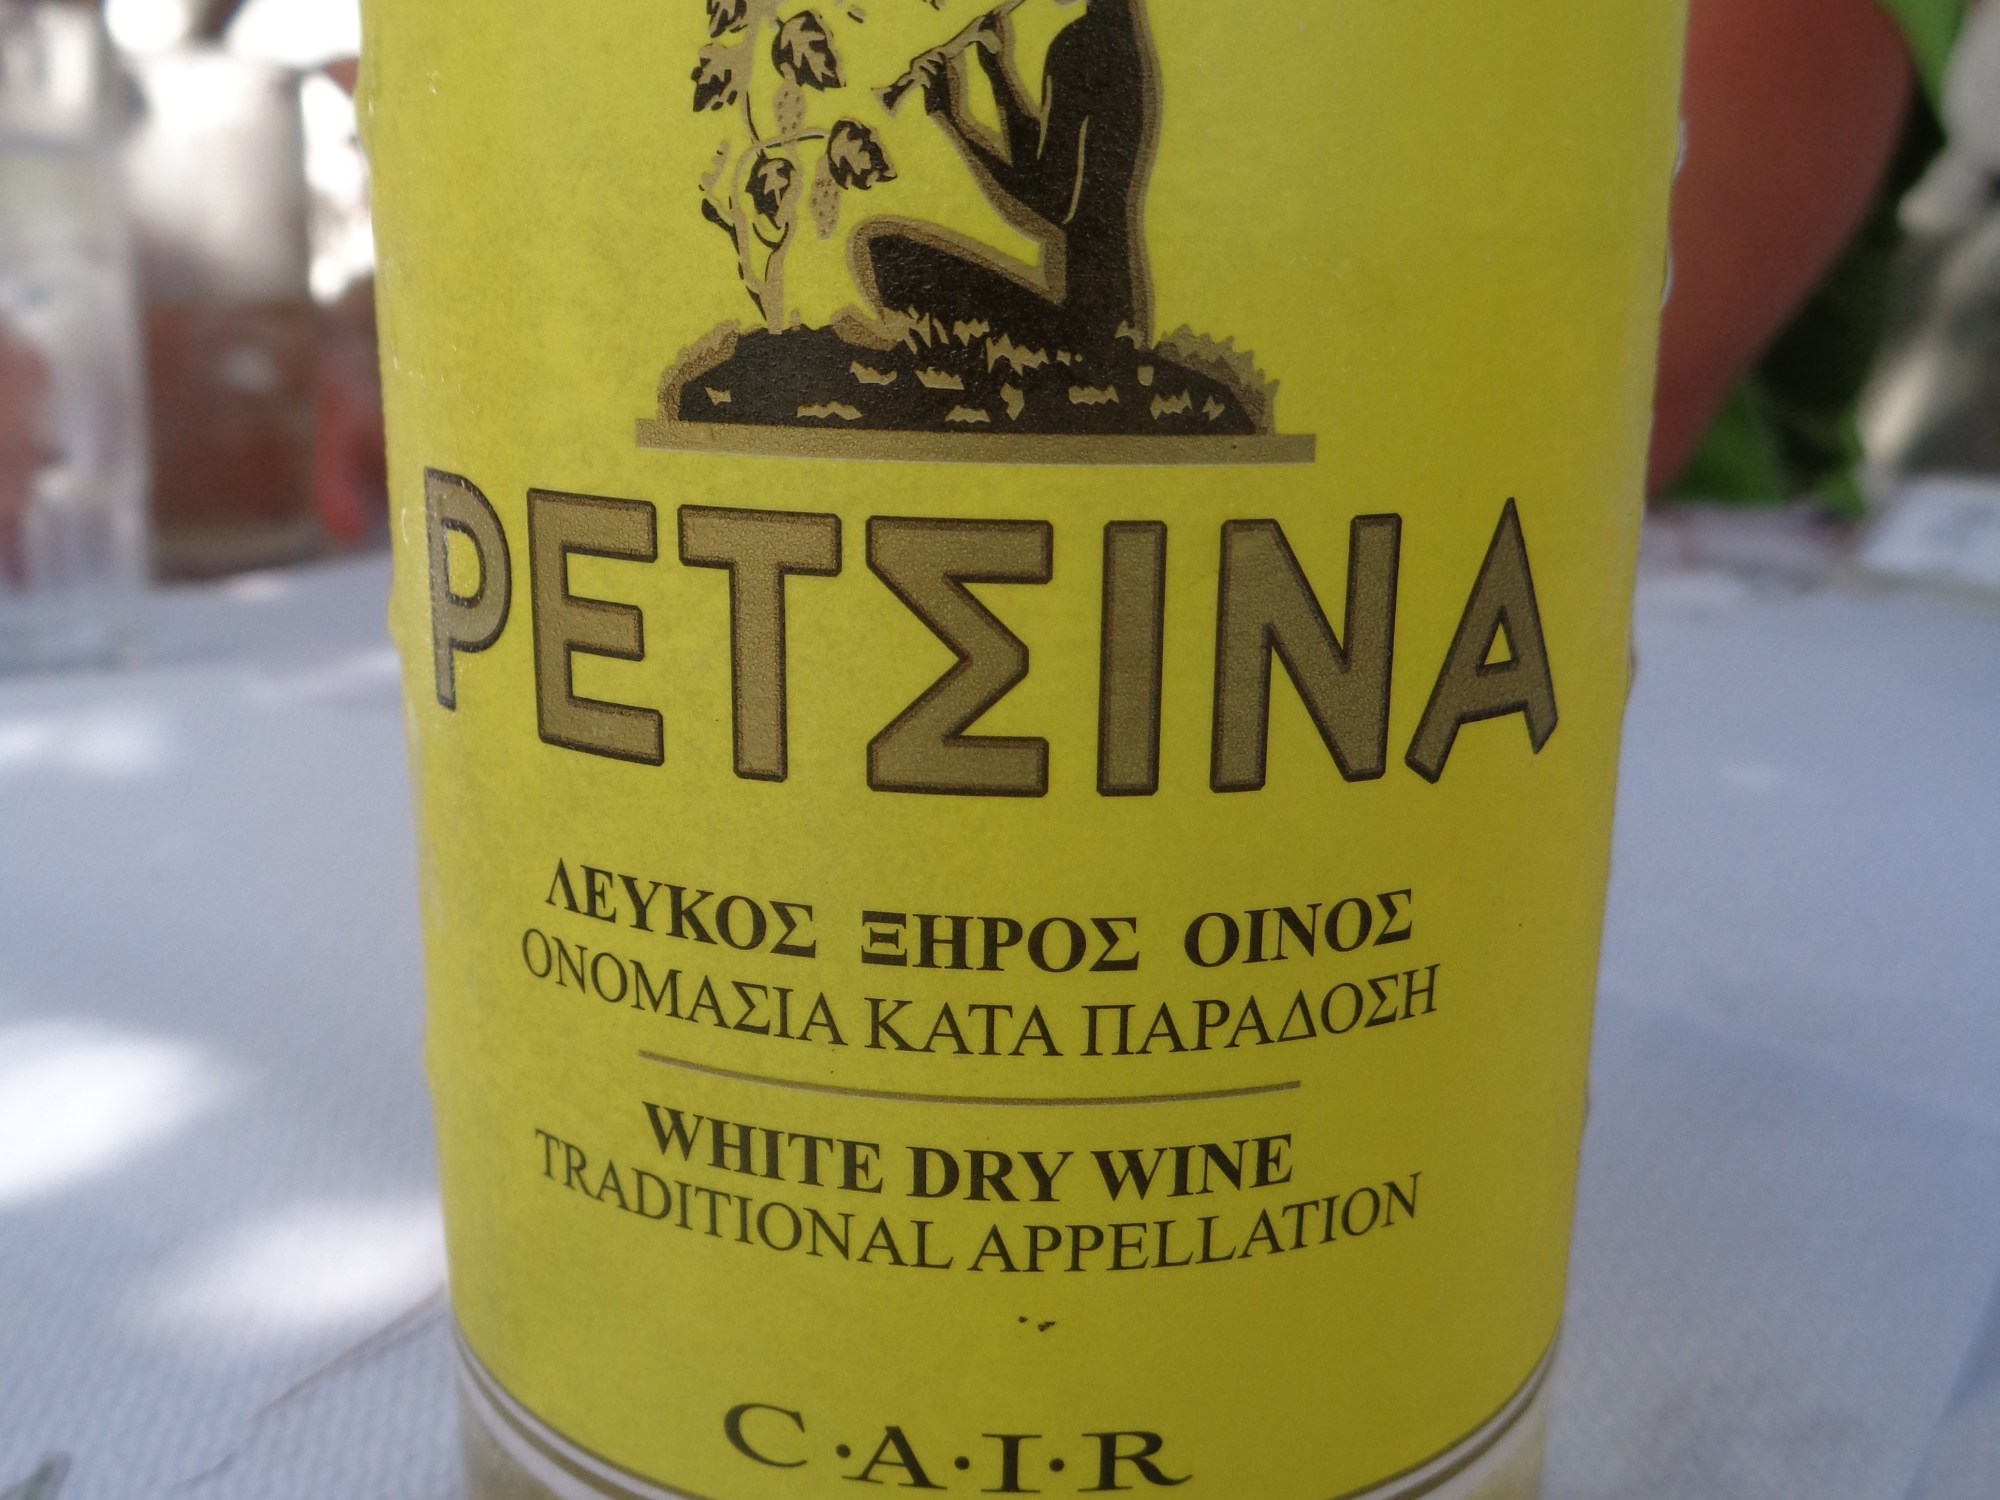 ΡΕΤΣΙΝΑ
ΛΕΥΚΟΣ ΞΗΡΟΣ ΟΙΝΟΣ
ΟΝΟΜΑΣΙΑ ΚΑΤΑ ΠΑΡΑΔΟΣΗ
WHITE DRY WINE
TRADITIONAL APPELLATION
C·A·I·R